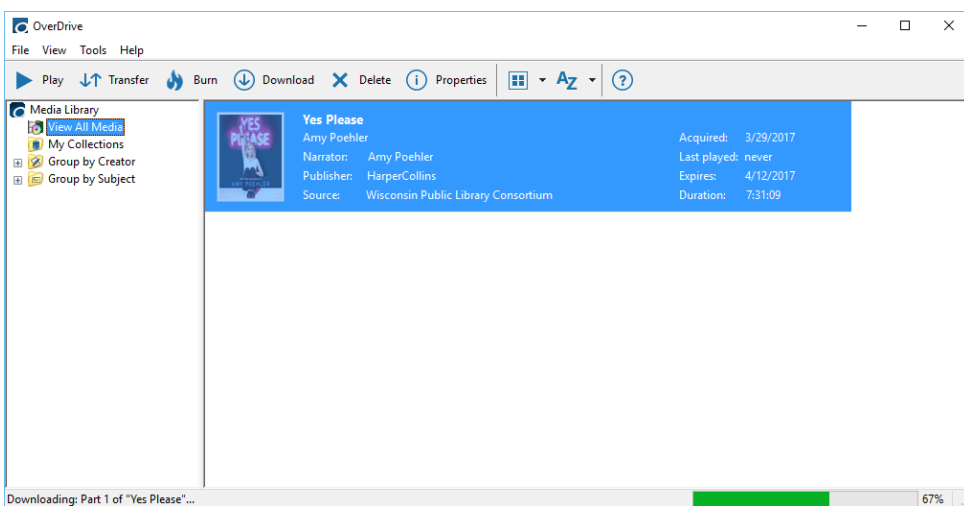 OverDrive
File View Tools Help
Play Transfer Burn Download Delete Properties AZ ?
Media Library
View All Media
My Collections
Group by Creator
Group by Subject
YES
PLEASE
AMY POEHLER
Yes Please
Amy Poehler
Narrator: Amy Poehler
Publisher: HarperCollins
Source: Wisconsin Public Library Consortium
Acquired: 3/29/2017
Last played: never
Expires: 4/12/2017
Duration: 7:31:09
Downloading: Part 1 of "Yes Please"... 67%